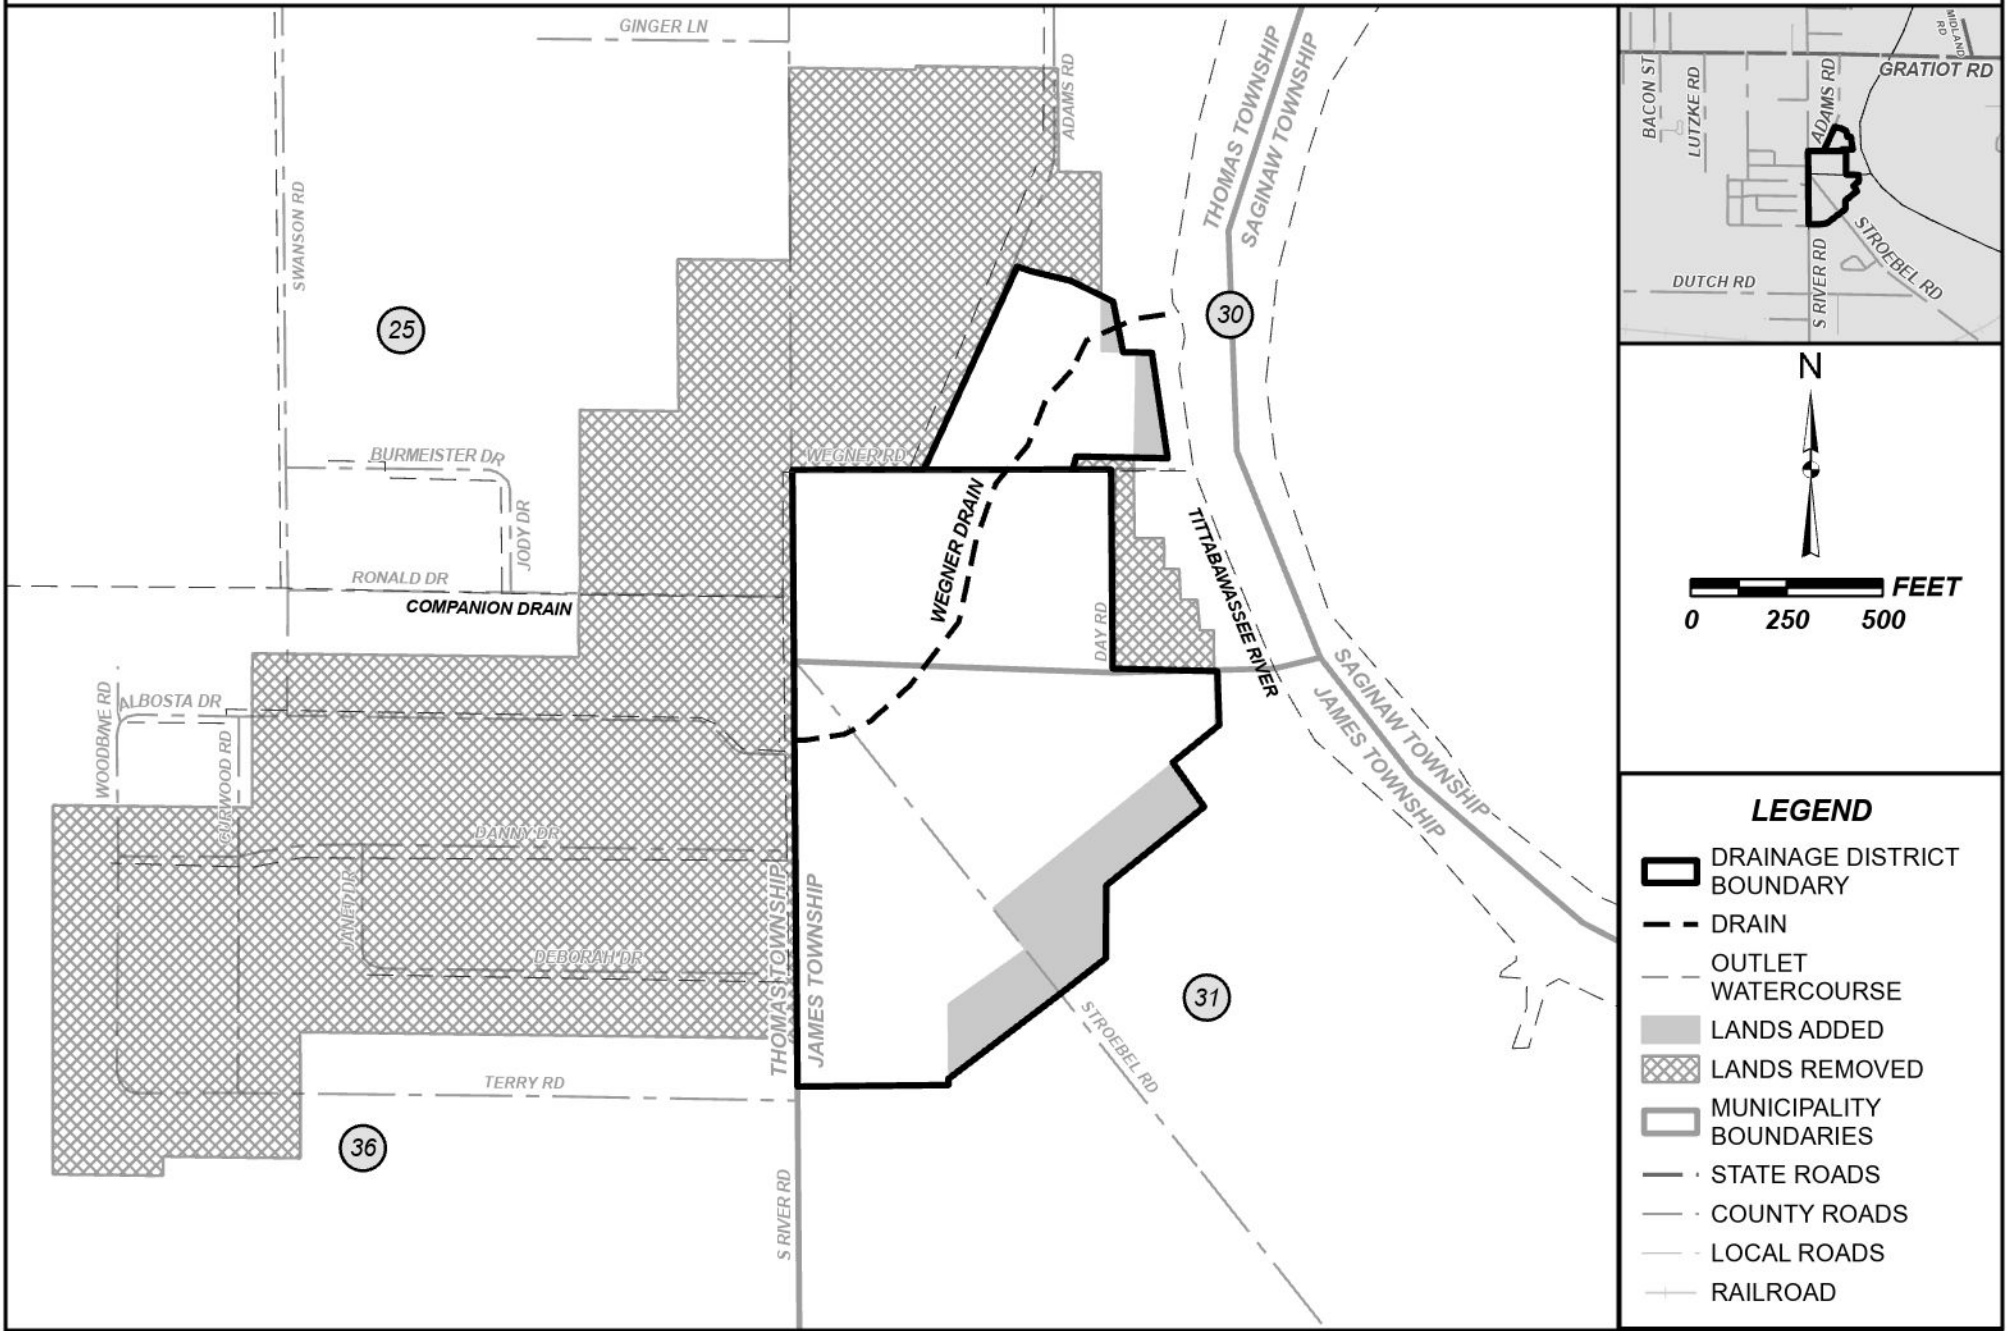 GINGER LN
ADAMS RD
THOMAS TOWNSHIP
SAGINAW TOWNSHIP
SWANSON RD
25
30
BURMEISTER DR
JODY DR
WEGNER RD
WEGNER DRAIN
RONALD DR
COMPANION DRAIN
DAY RD
TITTABAWASSEE RIVER
SAGINAW TOWNSHIP
JAMES TOWNSHIP
WOODBINE RD
ALBOSTA DR
CURWOOD RD
DANNY DR
JANET DR
DEBORAH DR
THOMAS TOWNSHIP
JAMES TOWNSHIP
31
STROEBEL RD
TERRY RD
36
S RIVER RD
MIDLAND
RD
GRATIOT RD
BACON ST
LUTZKE RD
ADAMS RD
STROEBEL RD
DUTCH RD
S RIVER RD
N
FEET
0 250 500
LEGEND
DRAINAGE DISTRICT
BOUNDARY
DRAIN
OUTLET
WATERCOURSE
LANDS ADDED
LANDS REMOVED
MUNICIPALITY
BOUNDARIES
STATE ROADS
COUNTY ROADS
LOCAL ROADS
RAILROAD